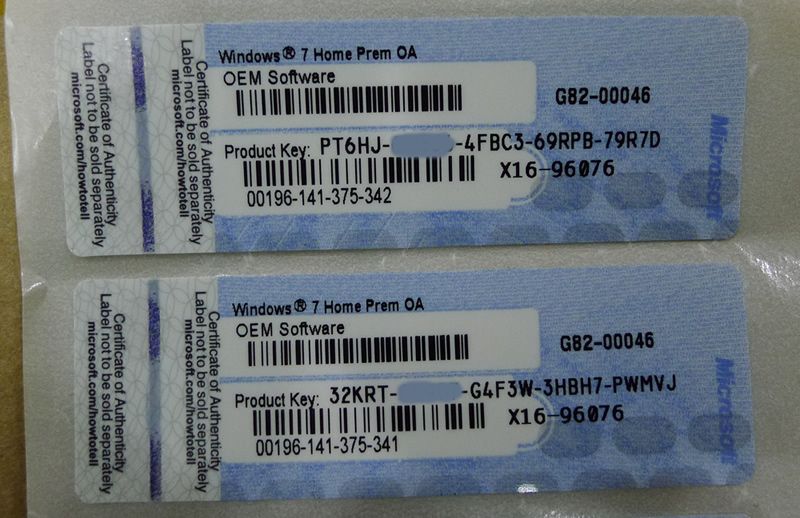 Certificate of Authenticity
Label not to be sold separately
microsoft.com/howtotell
Certificate of Authenticity
Label not to be sold separately
microsoft.com/howtotell
Windows® 7 Home Prem OA
OEM Software
G82-00046
Product Key: PT6HJ- -4FBC3-69RPB-79R7D
X16-96076
00196-141-375-342
Microsoft
Certificate of Authenticity
Label not to be sold separately
microsoft.com/howtotell
Certificate of Authenticity
Label not to be sold separately
microsoft.com/howtotell
Windows® 7 Home Prem OA
OEM Software
G82-00046
Product Key: 32KRT- -G4F3W-3HBH7-PWMVJ
X16-96076
00196-141-375-341
Microsoft